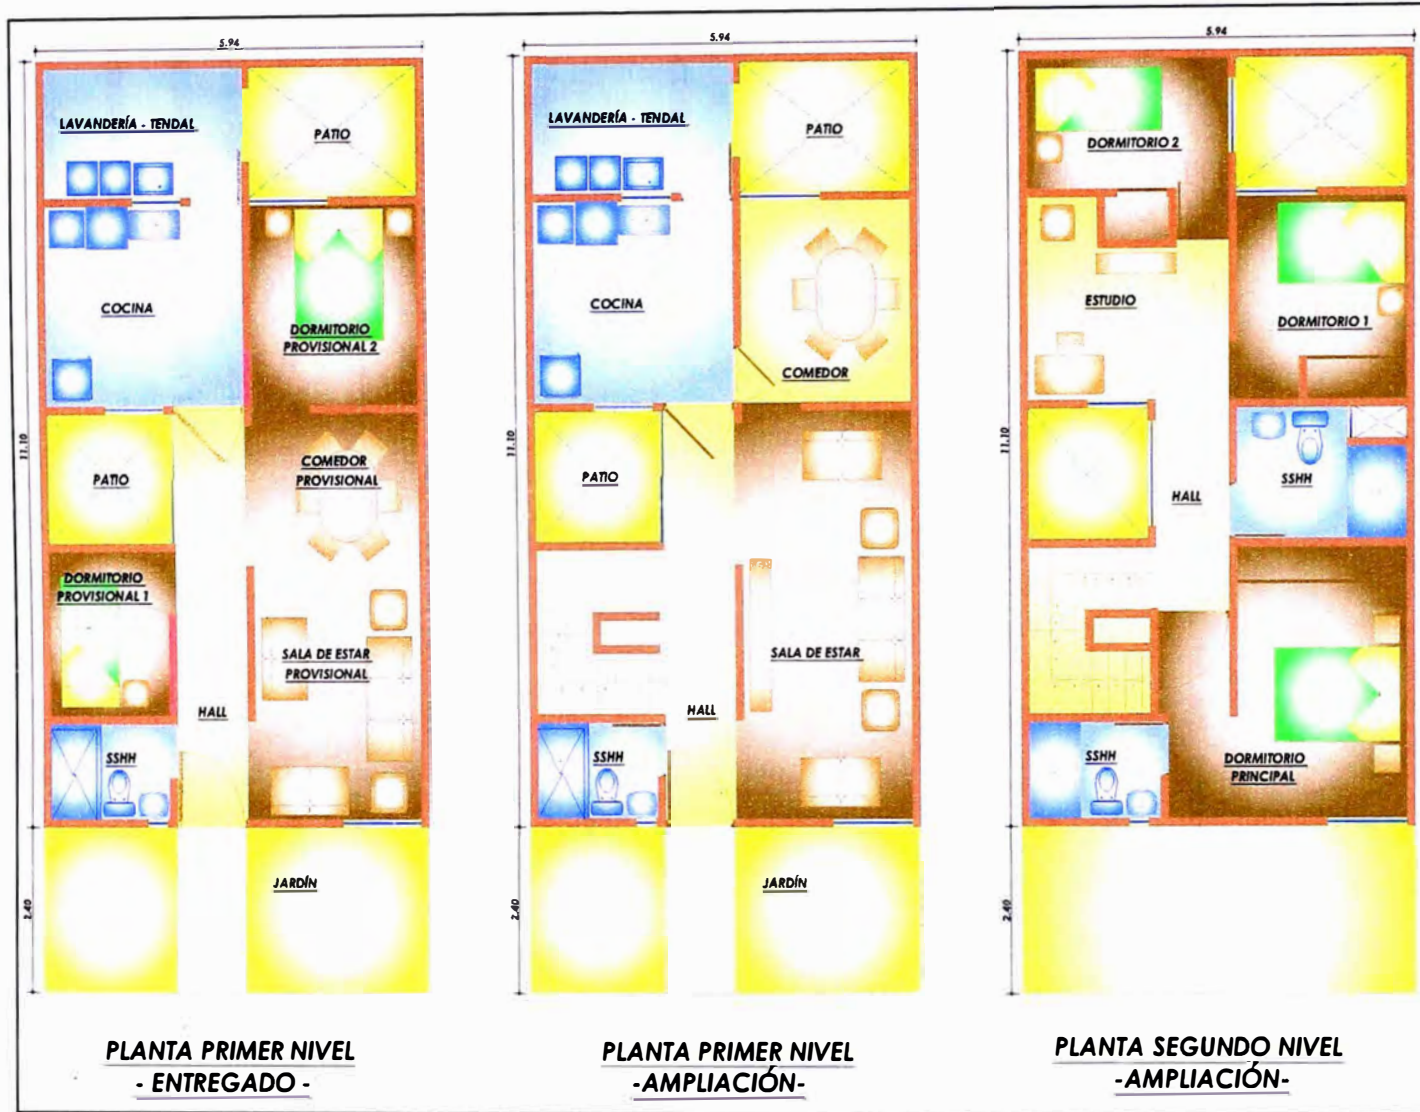 5.94
11.10
2.40
LAVANDERÍA - TENDAL
PATIO
COCINA
DORMITORIO
PROVISIONAL 2
PATIO
COMEDOR
PROVISIONAL
DORMITORIO
PROVISIONAL 1
SALA DE ESTAR
PROVISIONAL
HALL
SSHH
JARDÍN
PLANTA PRIMER NIVEL
- ENTREGADO -
5.94
11.10
2.40
LAVANDERÍA - TENDAL
PATIO
COCINA
COMEDOR
PATIO
SALA DE ESTAR
HALL
SSHH
JARDÍN
PLANTA PRIMER NIVEL
-AMPLIACIÓN-
5.94
11.10
2.40
DORMITORIO 2
ESTUDIO
DORMITORIO 1
SSHH
HALL
SSHH
DORMITORIO
PRINCIPAL
PLANTA SEGUNDO NIVEL
-AMPLIACIÓN-